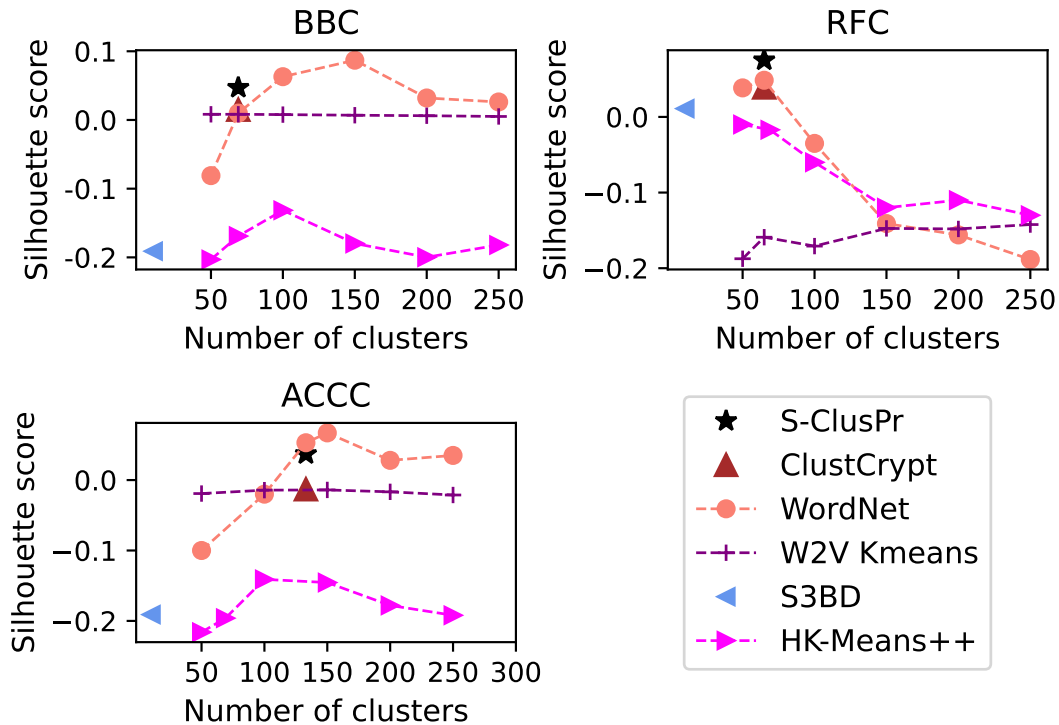 BBC
Silhouette score
0.1
0.0
-0.1
-0.2
50 100 150 200 250
Number of clusters
RFC
Silhouette score
0.0
−0.1
−0.2
50 100 150 200 250
Number of clusters
ACCC
Silhouette score
0.0
−0.1
−0.2
50 100 150 200 250 300
Number of clusters
S-ClusPr
ClustCrypt
WordNet
W2V Kmeans
S3BD
HK-Means++